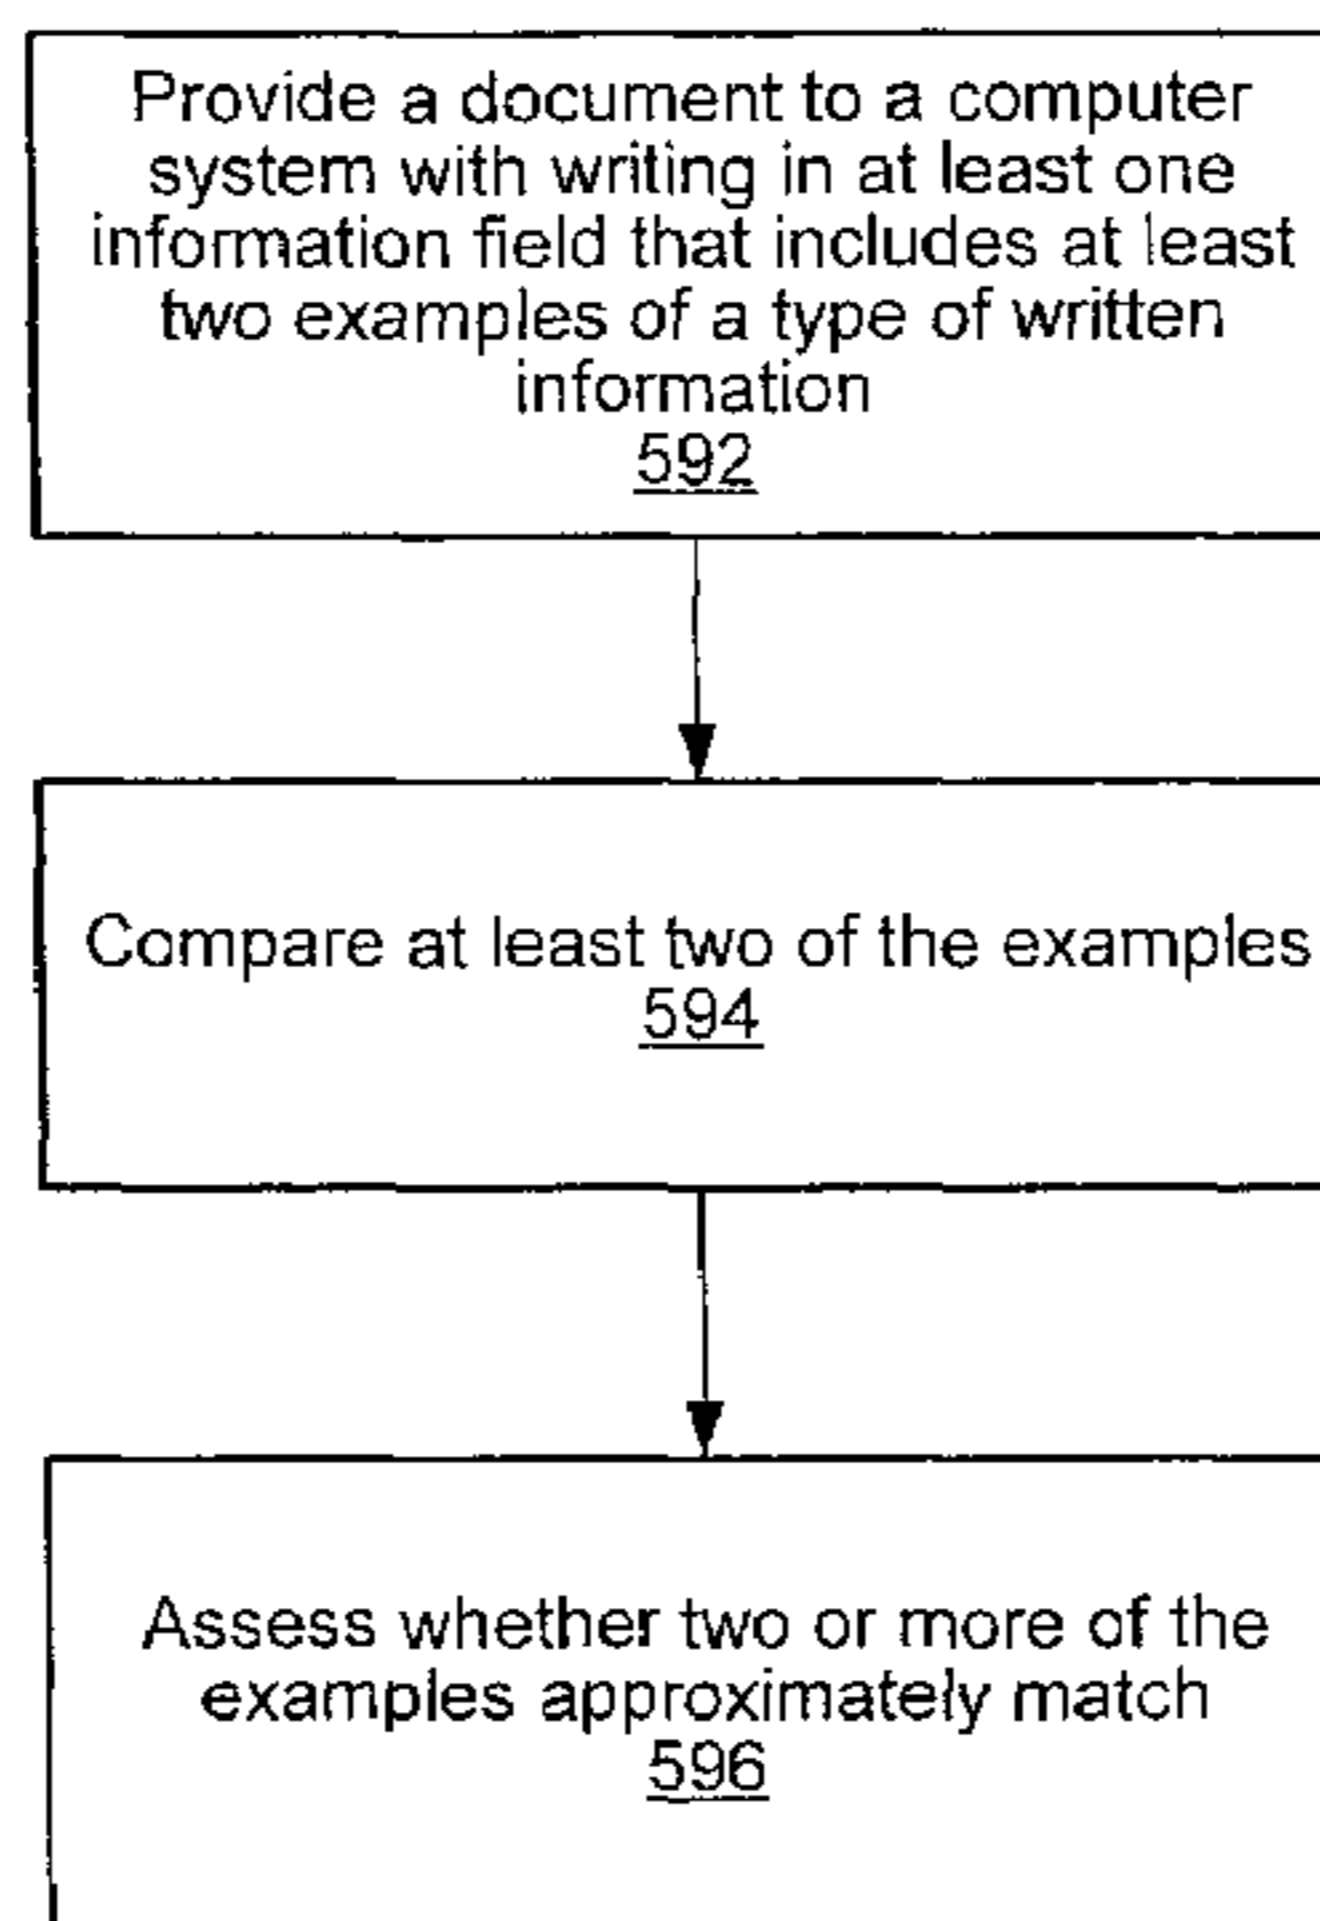 Provide a document to a computer
system with writing in at least one
information field that includes at least
two examples of a type of written
information
592
Compare at least two of the examples
594
Assess whether two or more of the
examples approximately match
596